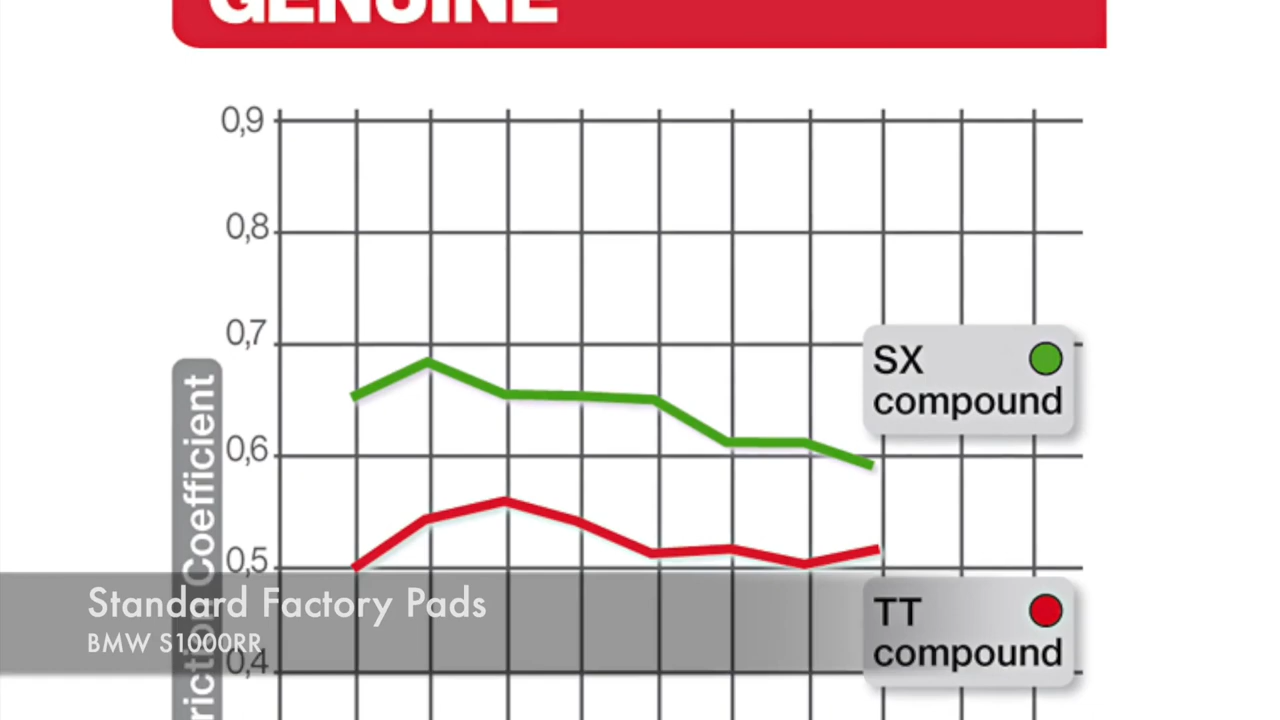 GENUINE
0,9
0,8
0,7
SX
compound
Coefficient
0,6
0,5
Standard Factory Pads
BMW S1000RR
TT
compound
0,4